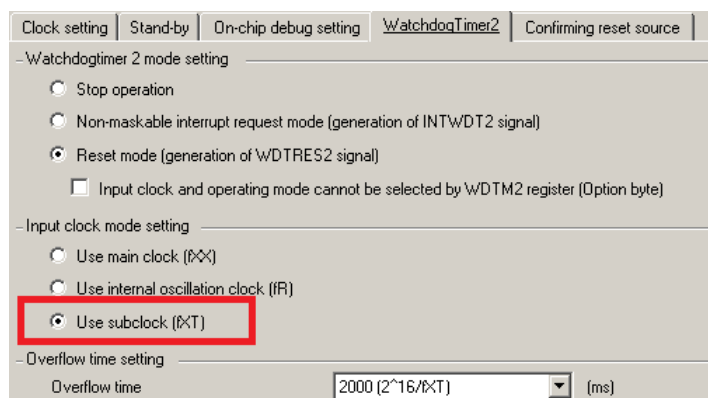 Clock setting Stand-by On-chip debug setting WatchdogTimer2 Confirming reset source
Watchdogtimer 2 mode setting
Stop operation
Non-maskable interrupt request mode (generation of INTWDT2 signal)
Reset mode (generation of WDTRES2 signal)
Input clock and operating mode cannot be selected by WDTM2 register (Option byte)
Input clock mode setting
Use main clock (fXX)
Use internal oscillation clock (fR)
Use subclock (fXT)
Overflow time setting
Overflow time 2000 (2^16/fXT) (ms)